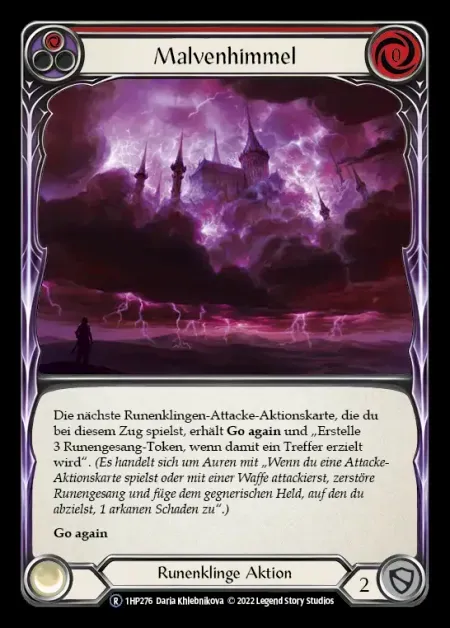 Malvenhimmel
0
Die nächste Runenklingen-Attacke-Aktionskarte, die du
bei diesem Zug spielst, erhält Go again und „Erstelle
3 Runengesang-Token, wenn damit ein Treffer erzielt
wird“. (Es handelt sich um Auren mit „Wenn du eine Attacke-
Aktionskarte spielst oder mit einer Waffe attackierst, zerstöre
Runengesang und füge dem gegnerischen Held, auf den du
abzielst, 1 arkanen Schaden zu“.)
Go again
Runenklinge Aktion
2
R 1HP276 Daria Khlebnikova © 2022 Legend Story Studios